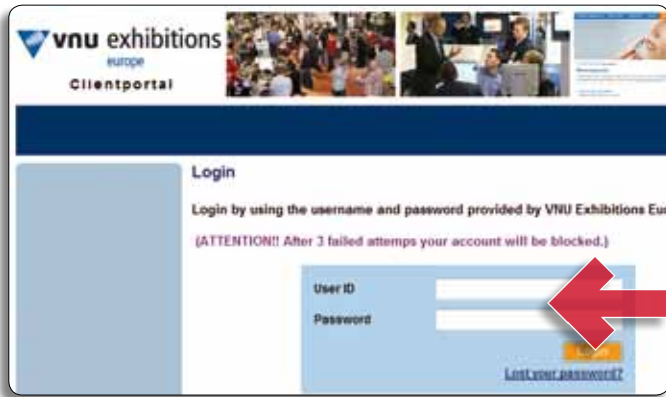 vnu exhibitions
europe
Clientportal
Login
Login by using the username and password provided by VNU Exhibitions Eu
(ATTENTION!! After 3 failed attemps your account will be blocked.)
User ID
Password
Login
Lost your password?